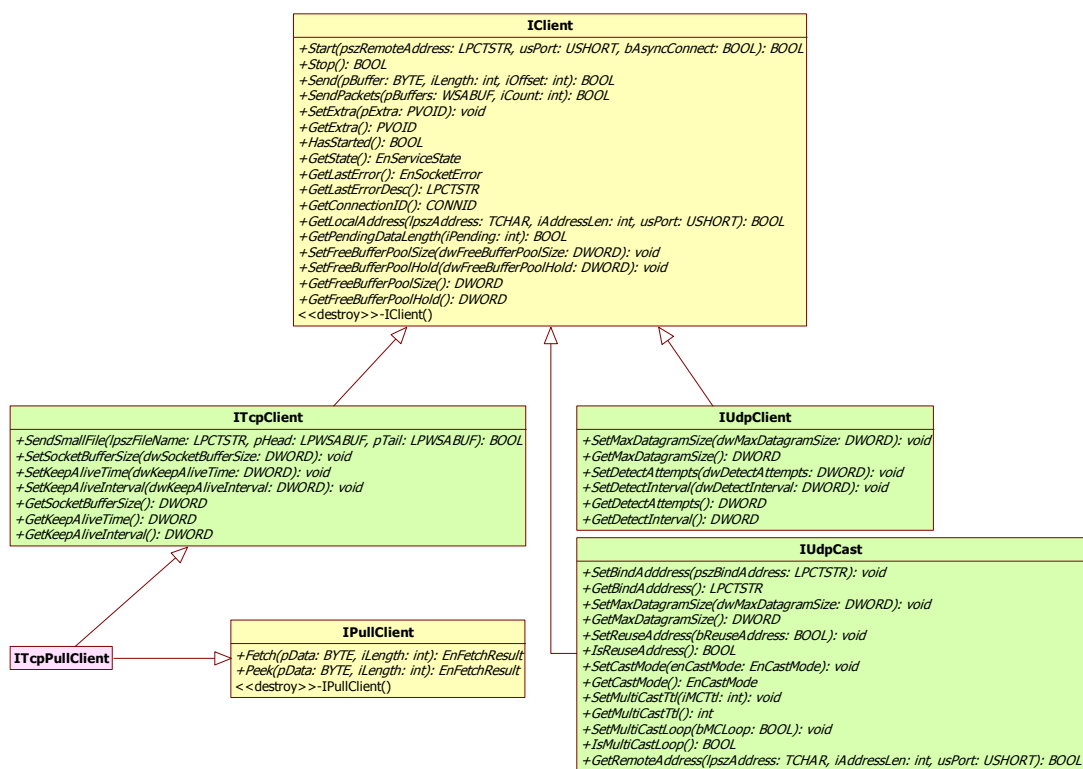 IClient
+Start(pszRemoteAddress: LPCTSTR, usPort: USHORT, bAsyncConnect: BOOL): BOOL
+Stop(): BOOL
+Send(pBuffer: BYTE, iLength: int, iOffset: int): BOOL
+SendPackets(pBuffers: WSABUF, iCount: int): BOOL
+SetExtra(pExtra: PVOID): void
+GetExtra(): PVOID
+HasStarted(): BOOL
+GetState(): EnServiceState
+GetLastError(): EnSocketError
+GetLastErrorDesc(): LPCTSTR
+GetConnectionID(): CONNID
+GetLocalAddress(lpszAddress: TCHAR, iAddressLen: int, usPort: USHORT): BOOL
+GetPendingDataLength(iPending: int): BOOL
+SetFreeBufferPoolSize(dwFreeBufferPoolSize: DWORD): void
+SetFreeBufferPoolHold(dwFreeBufferPoolHold: DWORD): void
+GetFreeBufferPoolSize(): DWORD
+GetFreeBufferPoolHold(): DWORD
<<destroy>>-IClient()
ITcpClient
+SendSmallFile(lpszFileName: LPCTSTR, pHead: LPWSABUF, pTail: LPWSABUF): BOOL
+SetSocketBufferSize(dwSocketBufferSize: DWORD): void
+SetKeepAliveTime(dwKeepAliveTime: DWORD): void
+SetKeepAliveInterval(dwKeepAliveInterval: DWORD): void
+GetSocketBufferSize(): DWORD
+GetKeepAliveTime(): DWORD
+GetKeepAliveInterval(): DWORD
IUdpClient
+SetMaxDatagramSize(dwMaxDatagramSize: DWORD): void
+GetMaxDatagramSize(): DWORD
+SetDetectAttempts(dwDetectAttempts: DWORD): void
+SetDetectInterval(dwDetectInterval: DWORD): void
+GetDetectAttempts(): DWORD
+GetDetectInterval(): DWORD
IUdpCast
+SetBindAdddress(pszBindAddress: LPCTSTR): void
+GetBindAddress(): LPCTSTR
+SetMaxDatagramSize(dwMaxDatagramSize: DWORD): void
+GetMaxDatagramSize(): DWORD
+SetReuseAddress(bReuseAddress: BOOL): void
+IsReuseAddress(): BOOL
+SetCastMode(enCastMode: EnCastMode): void
+GetCastMode(): EnCastMode
+SetMultiCastTtl(iMCTtl: int): void
+GetMultiCastTtl(): int
+SetMultiCastLoop(bMCLoop: BOOL): void
+IsMultiCastLoop(): BOOL
+GetRemoteAddress(lpszAddress: TCHAR, iAddressLen: int, usPort: USHORT): BOOL
ITcpPullClient
IPullClient
+Fetch(pData: BYTE, iLength: int): EnFetchResult
+Peek(pData: BYTE, iLength: int): EnFetchResult
<<destroy>>-IPullClient()